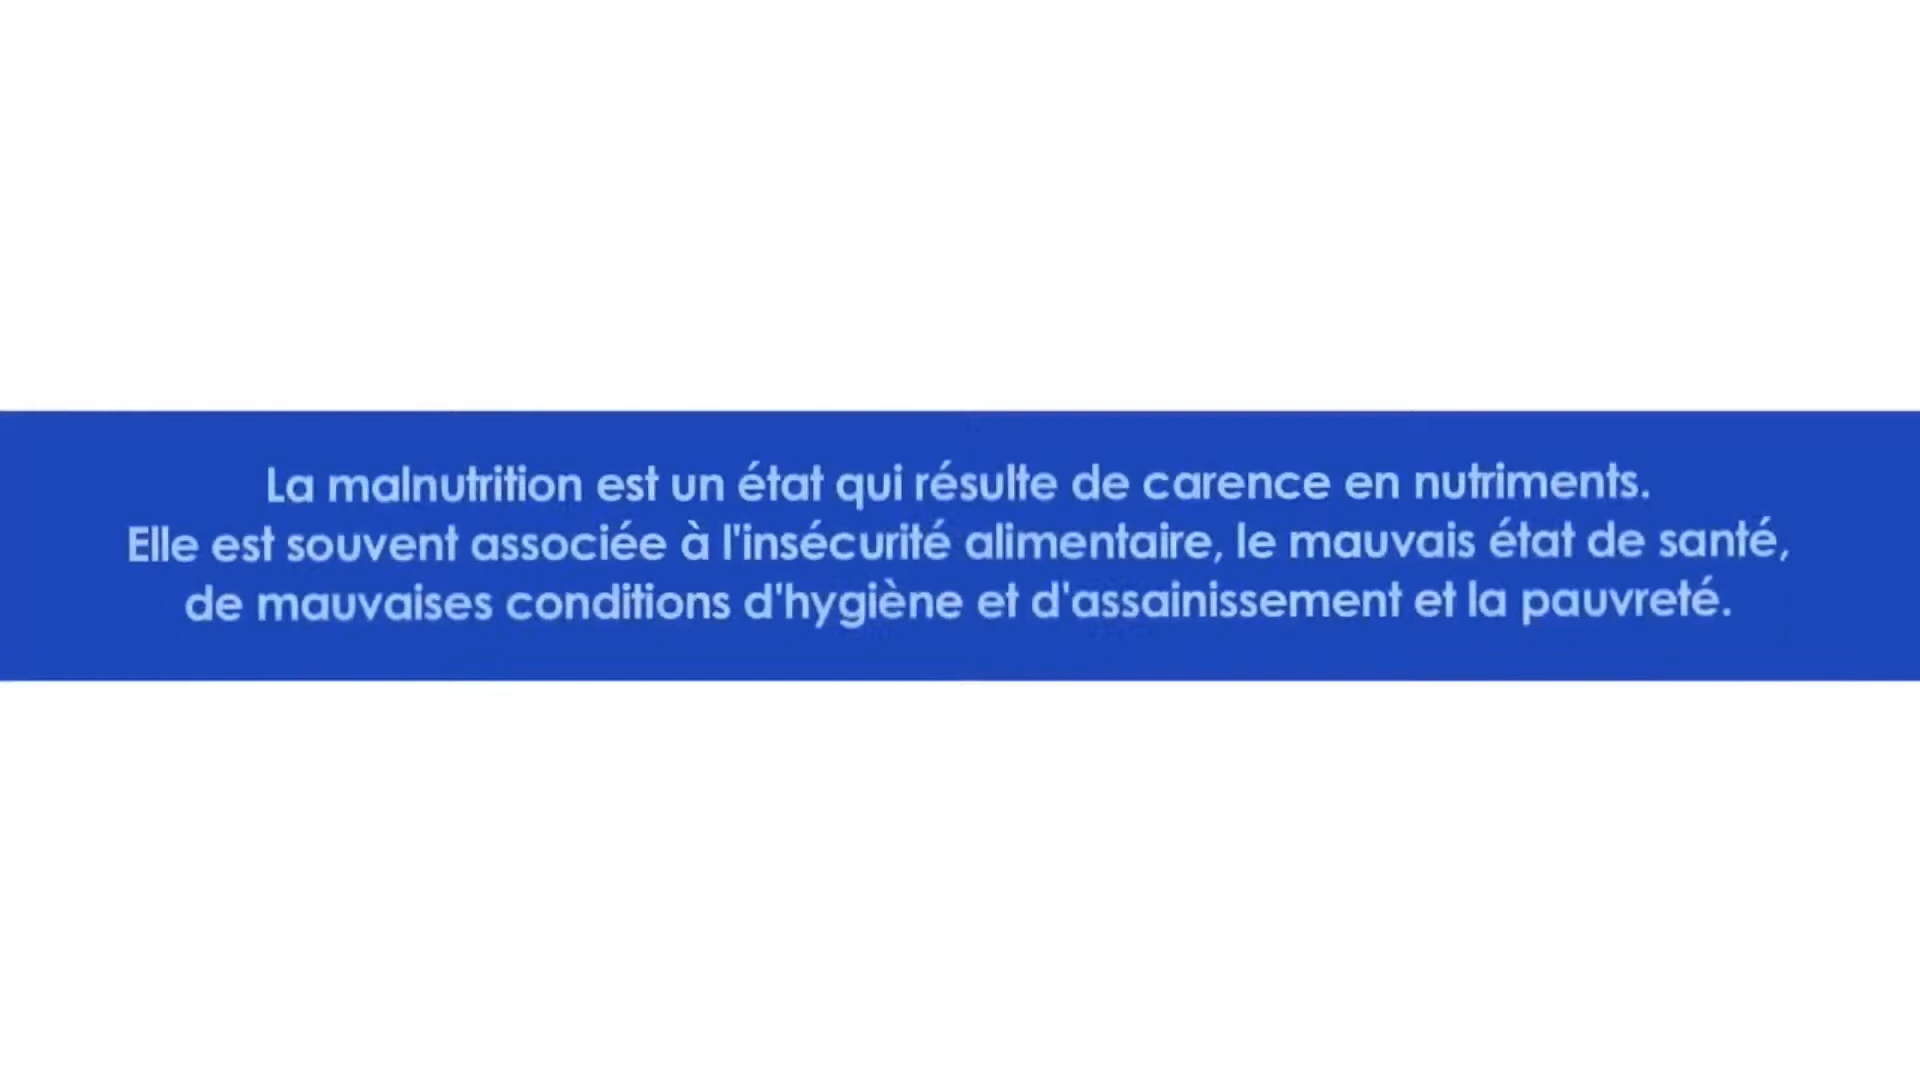 La malnutrition est un état qui résulte de carence en nutriments.
Elle est souvent associée à l'insécurité alimentaire, le mauvais état de santé,
de mauvaises conditions d'hygiène et d'assainissement et la pauvreté.